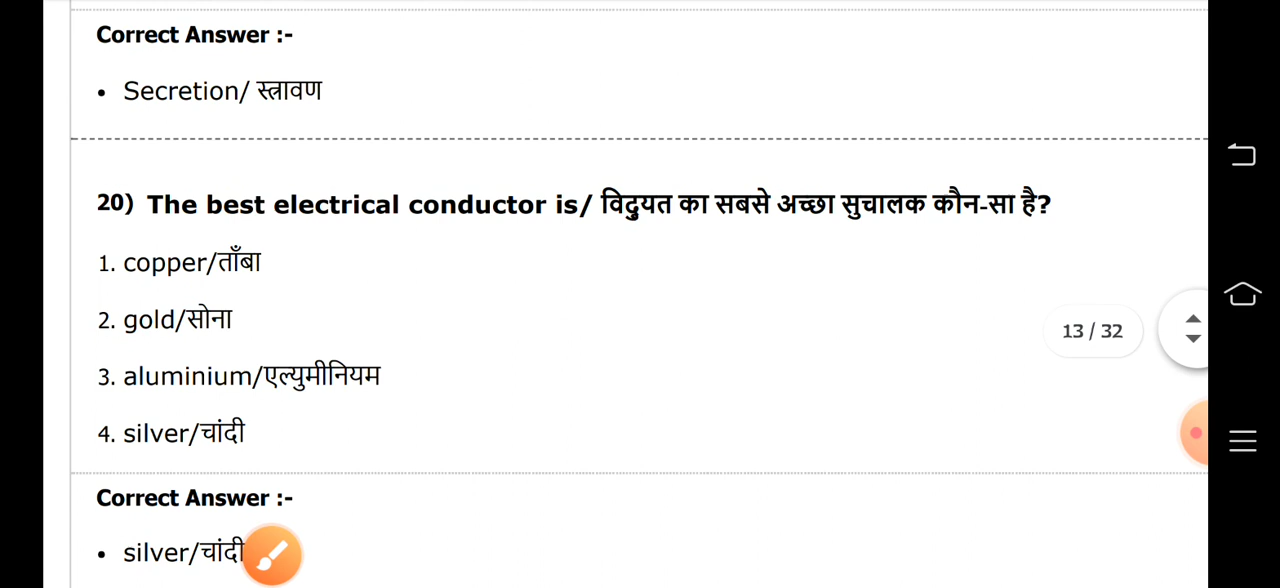 Correct Answer :-
• Secretion/ स्त्रावण
20) The best electrical conductor is/ विदुयत का सबसे अच्छा सुचालक कौन-सा है?
1. copper/ताँबा
2. gold/सोना
13 / 32
3. aluminium/एल्युमीनियम
4. silver/चांदी
Correct Answer :-
• silver/चांदी